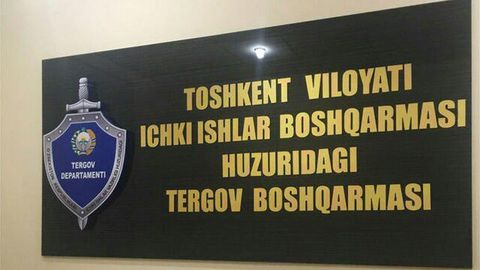 TOSHKENT VILOYATI
ICHKI ISHLAR BOSHQARMASI
HUZURIDAGI
TERGOV BOSHQARMASI
TERGOV
DEPARTAMENTI